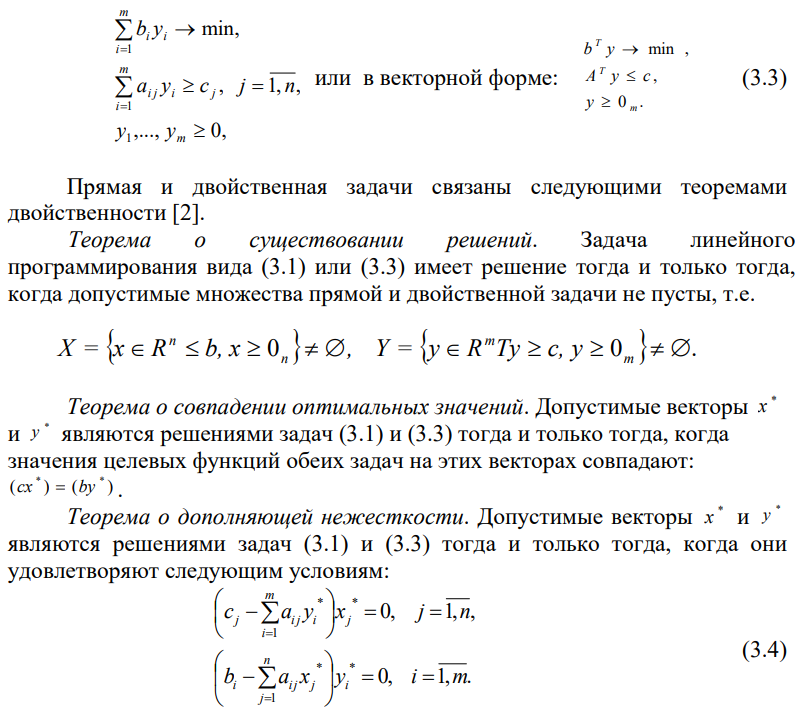 \sum_{i=1}^{m} b_i y_i \to \min,
\sum_{i=1}^{m} a_{ij} y_i \ge c_j, \; j = \overline{1,n}, или в векторной форме: b^T y \to \min , A^T y \le c , y \ge 0_m . (3.3)
y_1,..., y_m \ge 0,
Прямая и двойственная задачи связаны следующими теоремами
двойственности [2].
Теорема о существовании решений. Задача линейного
программирования вида (3.1) или (3.3) имеет решение тогда и только тогда,
когда допустимые множества прямой и двойственной задачи не пусты, т.е.
X = \{x \in R^n \le b, x \ge 0_n\} \ne \varnothing, Y = \{y \in R^m Ty \ge c, y \ge 0_m\} \ne \varnothing.
Теорема о совпадении оптимальных значений. Допустимые векторы x^*
и y^* являются решениями задач (3.1) и (3.3) тогда и только тогда, когда
значения целевых функций обеих задач на этих векторах совпадают:
(cx^*) = (by^*) .
Теорема о дополняющей нежесткости. Допустимые векторы x^* и y^*
являются решениями задач (3.1) и (3.3) тогда и только тогда, когда они
удовлетворяют следующим условиям:
\left( c_j - \sum_{i=1}^{m} a_{ij} y_i^* \right) x_j^* = 0, \; j = \overline{1,n},
(3.4)
\left( b_i - \sum_{j=1}^{n} a_{ij} x_j^* \right) y_i^* = 0, \; i = \overline{1,m}.